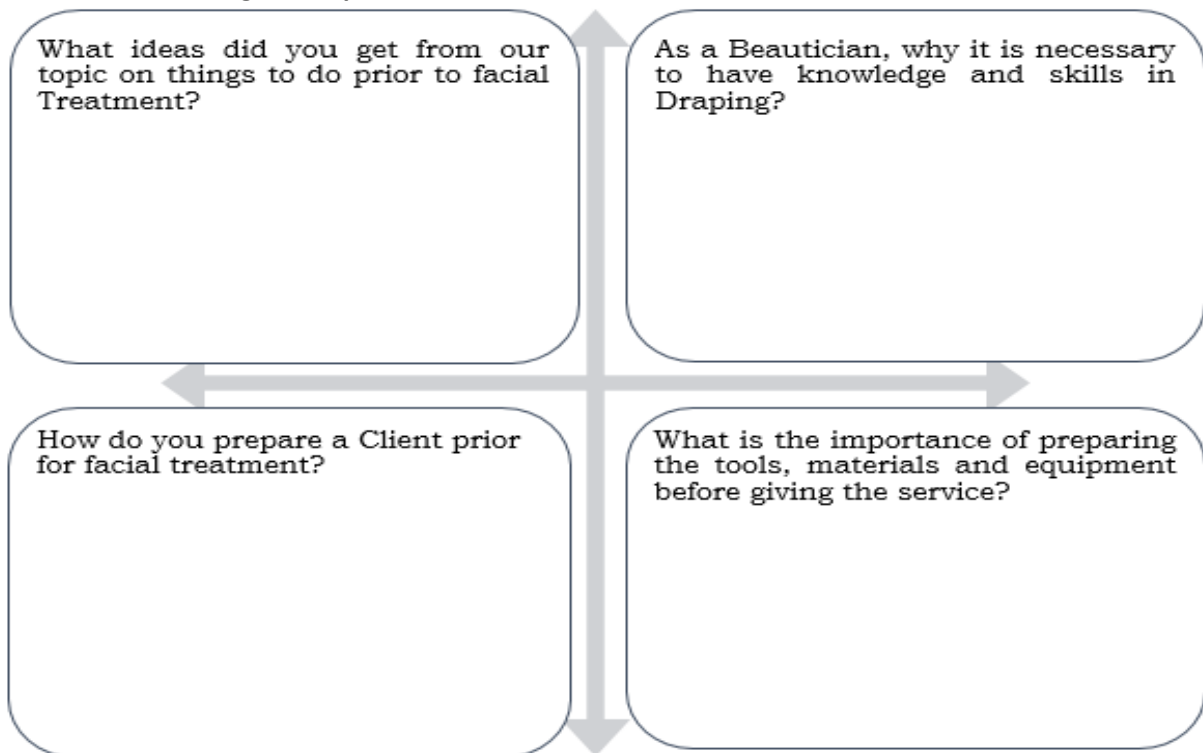 What ideas did you get from our
topic on things to do prior to facial
Treatment?
As a Beautician, why it is necessary
to have knowledge and skills in
Draping?
How do you prepare a Client prior
for facial treatment?
What is the importance of preparing
the tools, materials and equipment
before giving the service?